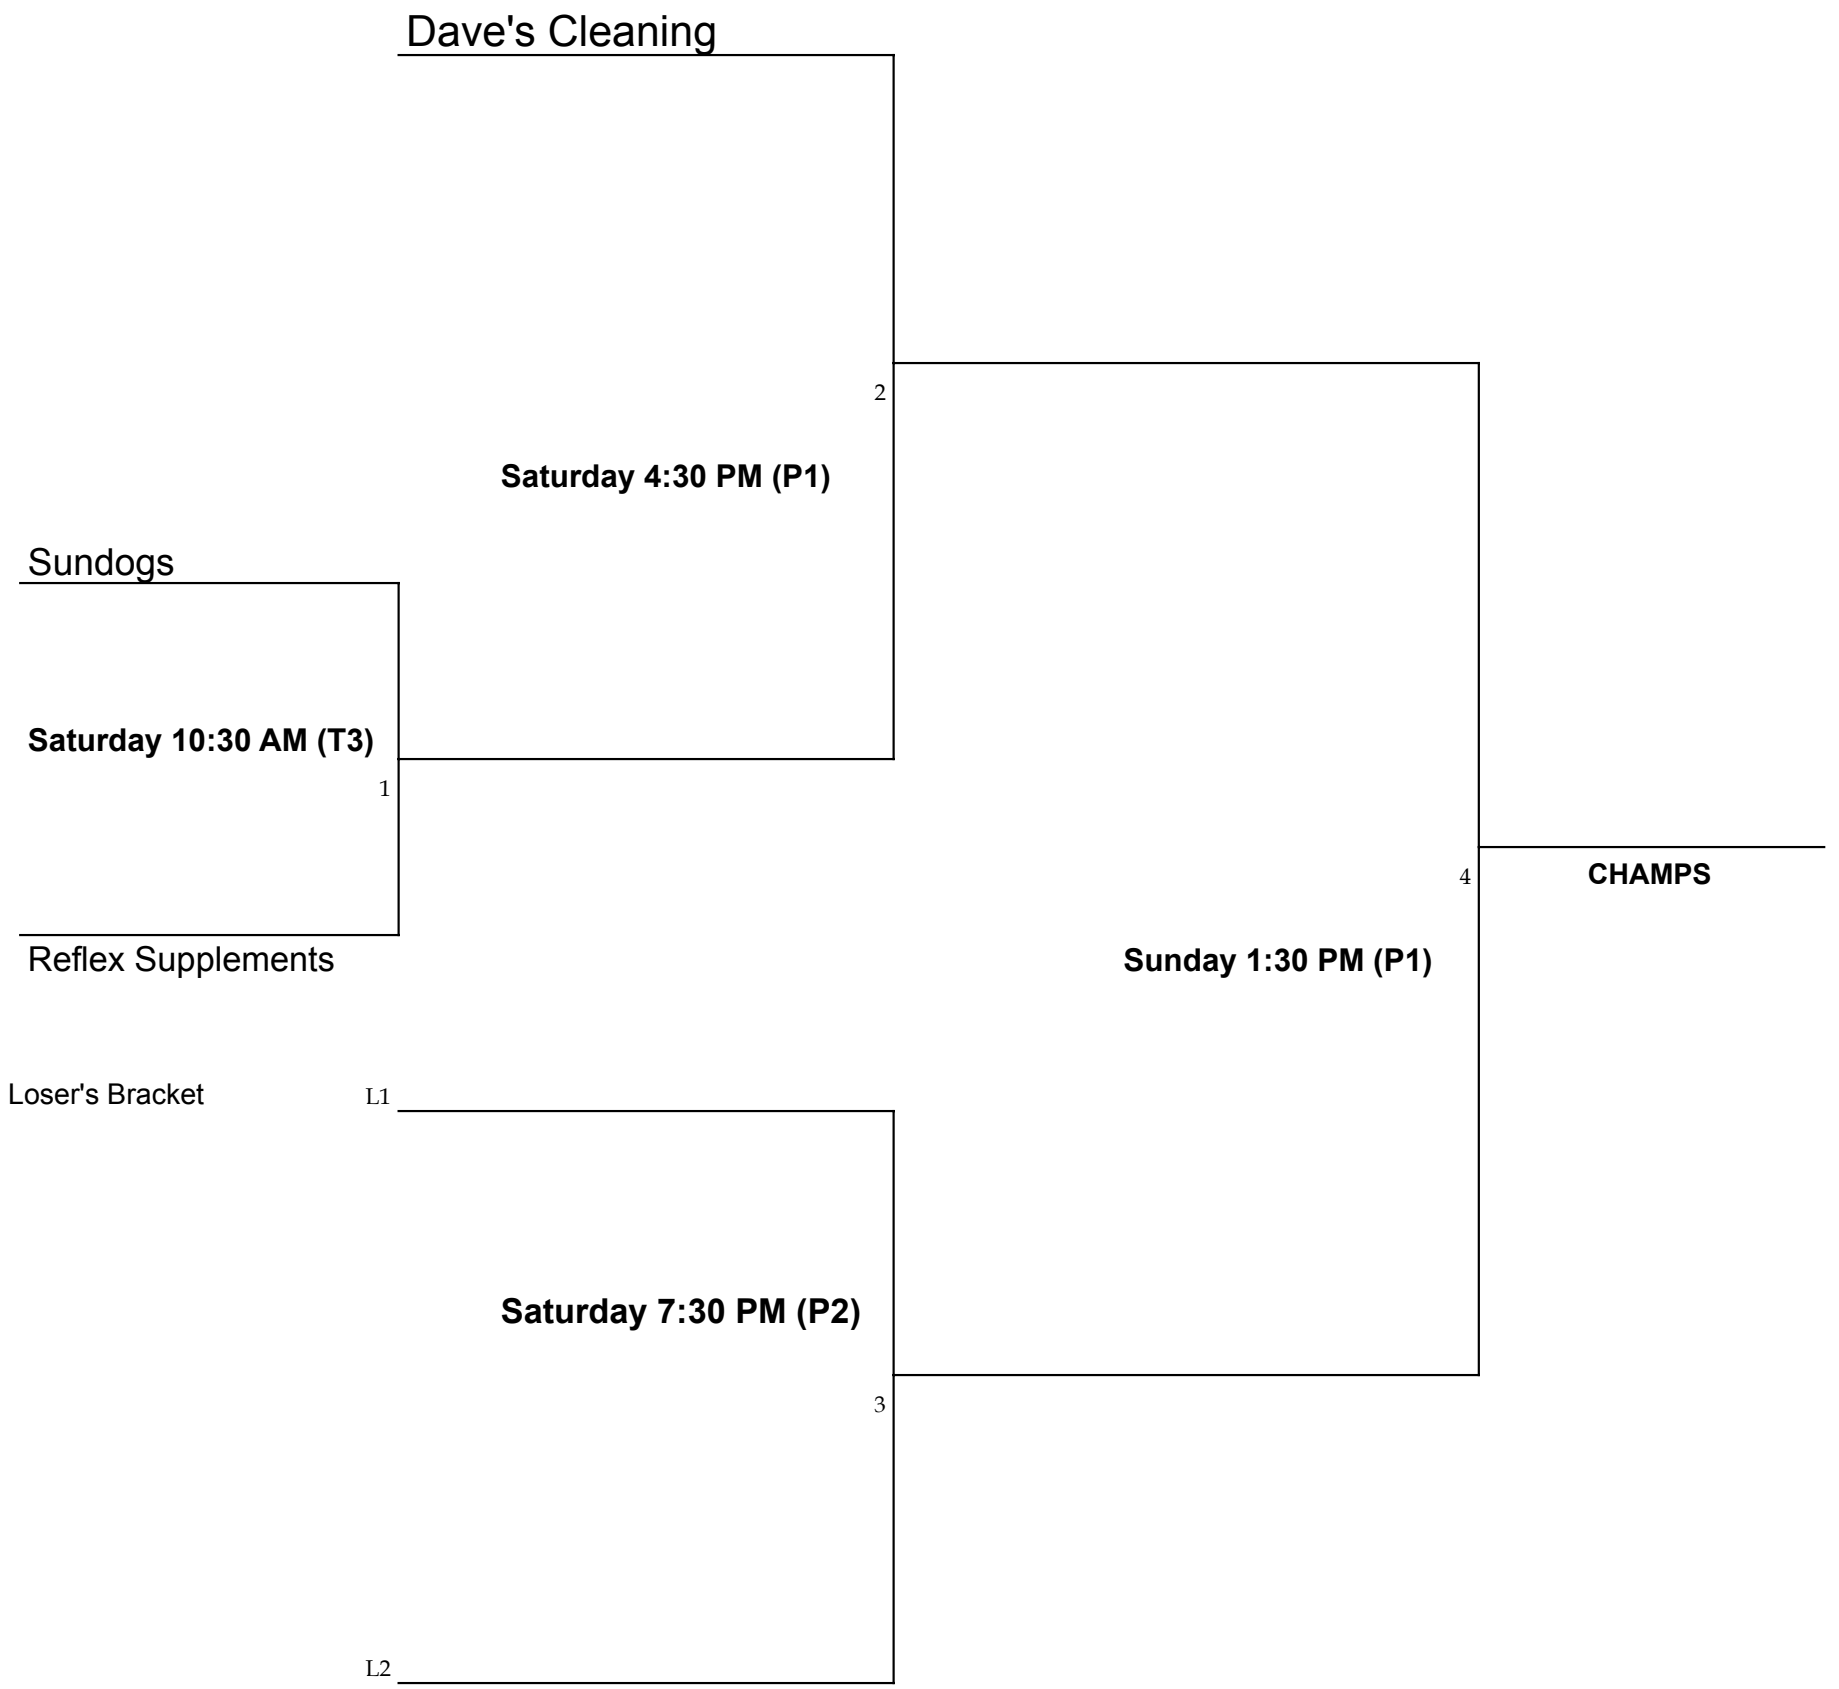 Dave's Cleaning
2
Saturday 4:30 PM (P1)
Sundogs
Saturday 10:30 AM (T3)
1
4
CHAMPS
Reflex Supplements
Sunday 1:30 PM (P1)
Loser's Bracket
L1
Saturday 7:30 PM (P2)
3
L2